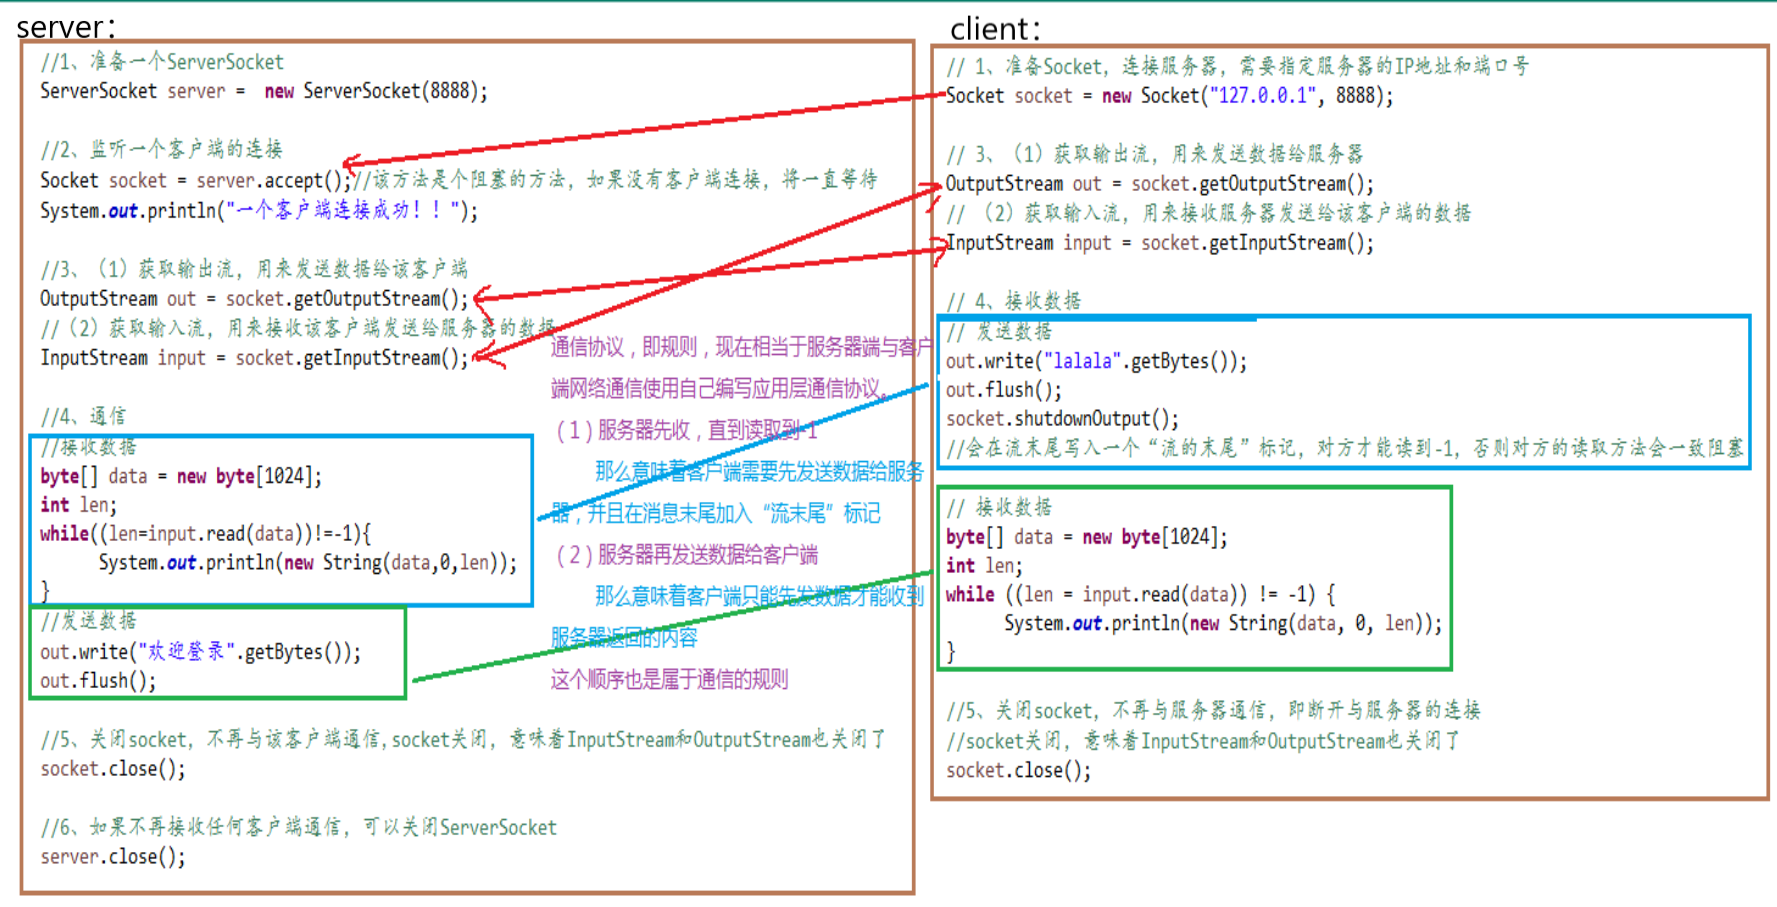 server:
//1、准备一个ServerSocket
ServerSocket server =  new ServerSocket(8888);
//2、监听一个客户端的连接
Socket socket = server.accept();//该方法是个阻塞的方法，如果没有客户端连接，将一直等待
System.out.println("一个客户端连接成功！！");
//3、（1）获取输出流，用来发送数据给该客户端
OutputStream out = socket.getOutputStream();
//（2）获取输入流，用来接收该客户端发送给服务器的数据
InputStream input = socket.getInputStream();
//4、通信
//接收数据
byte[] data = new byte[1024];
int len;
while((len=input.read(data))!=-1){
System.out.println(new String(data,0,len));
}
//发送数据
out.write("欢迎登录".getBytes());
out.flush();
//5、关闭socket，不再与该客户端通信,socket关闭，意味着InputStream和OutputStream也关闭了
socket.close();
//6、如果不再接收任何客户端通信，可以关闭ServerSocket
server.close();
通信协议，即规则，现在相当于服务器端与客户
端网络通信使用自己编写应用层通信协议。
（1）服务器先收，直到读取到-1
那么意味着客户端需要先发送数据给服务
器，并且在消息末尾加入“流末尾”标记
（2）服务器再发送数据给客户端
那么意味着客户端只能先发数据才能收到
服务器返回的内容
这个顺序也是属于通信的规则
client:
// 1、准备Socket，连接服务器，需要指定服务器的IP地址和端口号
Socket socket = new Socket("127.0.0.1", 8888);
// 3、（1）获取输出流，用来发送数据给服务器
OutputStream out = socket.getOutputStream();
// （2）获取输入流，用来接收服务器发送给该客户端的数据
InputStream input = socket.getInputStream();
// 4、接收数据
// 发送数据
out.write("lalala".getBytes());
out.flush();
socket.shutdownOutput();
//会在流末尾写入一个“流的末尾”标记，对方才能读到-1，否则对方的读取方法会一致阻塞
// 接收数据
byte[] data = new byte[1024];
int len;
while ((len = input.read(data)) != -1) {
System.out.println(new String(data, 0, len));
}
//5、关闭socket，不再与服务器通信，即断开与服务器的连接
//socket关闭，意味着InputStream和OutputStream也关闭了
socket.close();